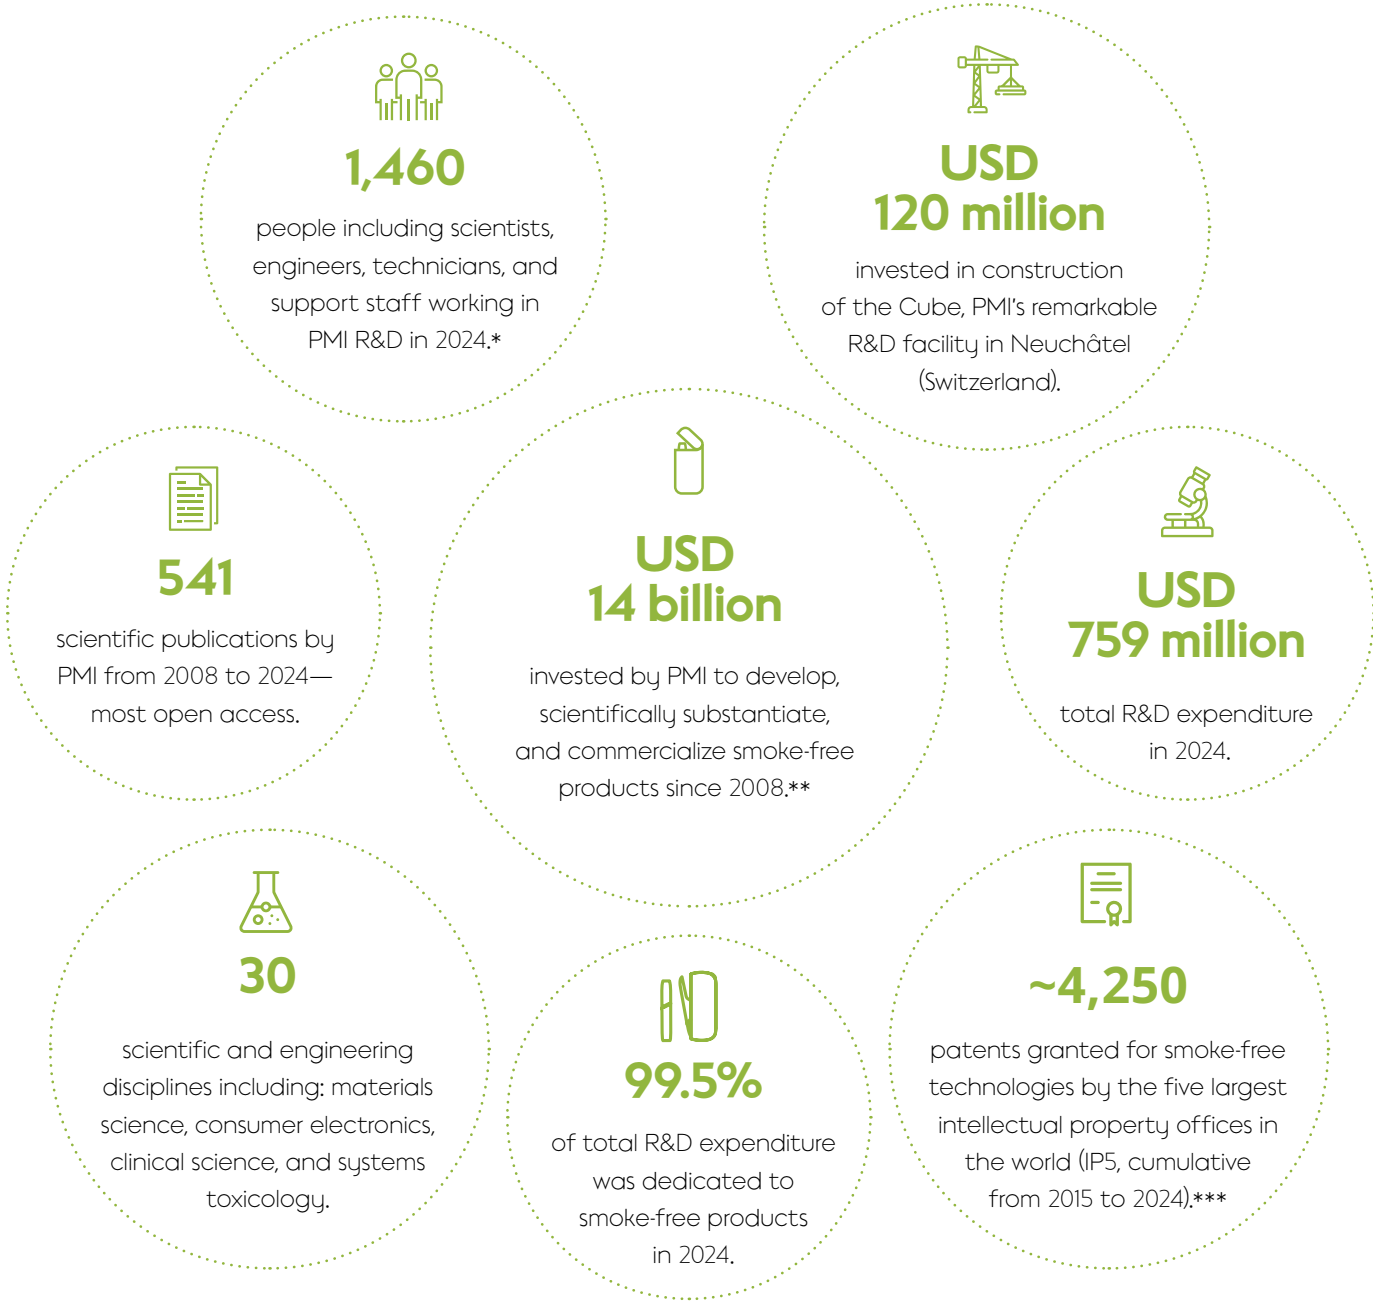 1,460
people including scientists,
engineers, technicians, and
support staff working in
PMI R&D in 2024.*
USD
120 million
invested in construction
of the Cube, PMI's remarkable
R&D facility in Neuchâtel
(Switzerland).
541
scientific publications by
PMI from 2008 to 2024—
most open access.
USD
14 billion
invested by PMI to develop,
scientifically substantiate,
and commercialize smoke-free
products since 2008.**
USD
759 million
total R&D expenditure
in 2024.
30
scientific and engineering
disciplines including: materials
science, consumer electronics,
clinical science, and systems
toxicology.
99.5%
of total R&D expenditure
was dedicated to
smoke-free products
in 2024.
~4,250
patents granted for smoke-free
technologies by the five largest
intellectual property offices in
the world (IP5, cumulative
from 2015 to 2024).***